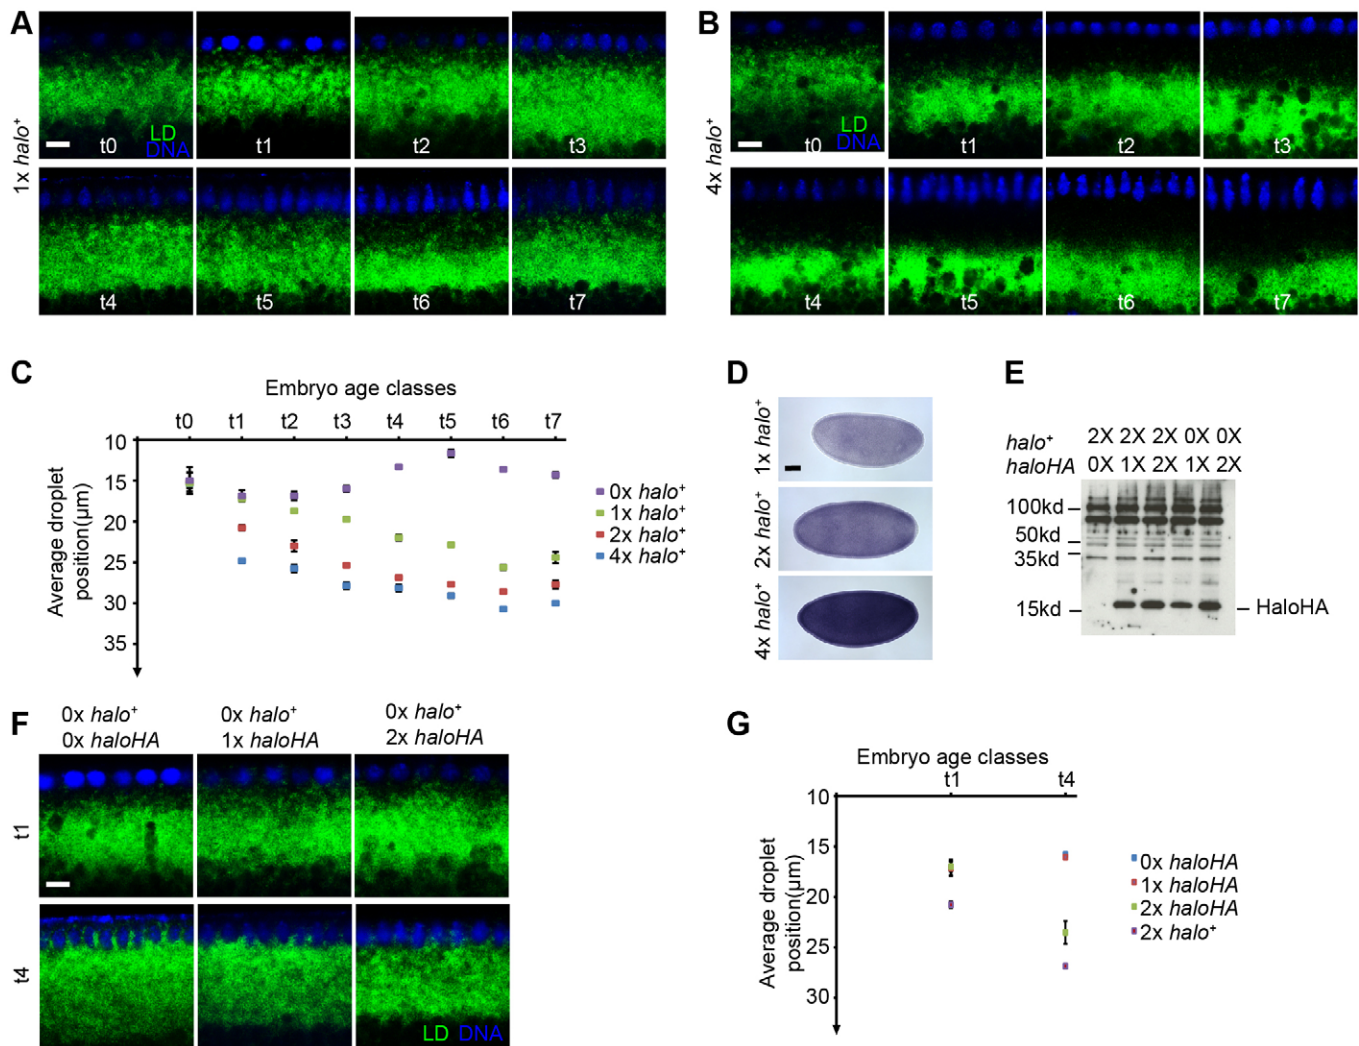 A
1x halo+
LD
DNA
t0
t1
t2
t3
t4
t5
t6
t7
B
4x halo+
LD
DNA
t0
t1
t2
t3
t4
t5
t6
t7
C
Embryo age classes
t0 t1 t2 t3 t4 t5 t6 t7
Average droplet
position(µm)
10
15
20
25
30
35
0x halo+
1x halo+
2x halo+
4x halo+
D
1x halo+
2x halo+
4x halo+
E
halo+ 2X 2X 2X 0X 0X
haloHA 0X 1X 2X 1X 2X
100kd
50kd
35kd
15kd
HaloHA
F
0x halo+
0x haloHA
0x halo+
1x haloHA
0x halo+
2x haloHA
t1
t4
LD DNA
G
Embryo age classes
t1 t4
Average droplet
position(µm)
10
15
20
25
30
0x haloHA
1x haloHA
2x haloHA
2x halo+